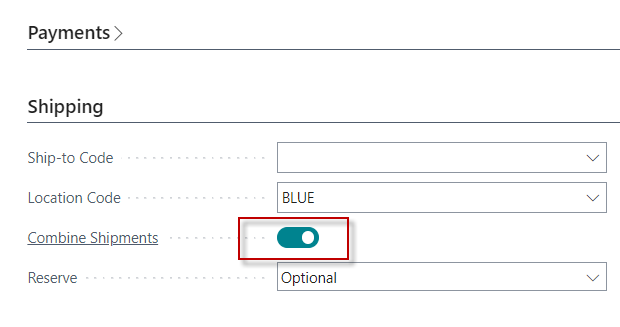 Payments
Shipping
Ship-to Code
Location Code BLUE
Combine Shipments
Reserve Optional